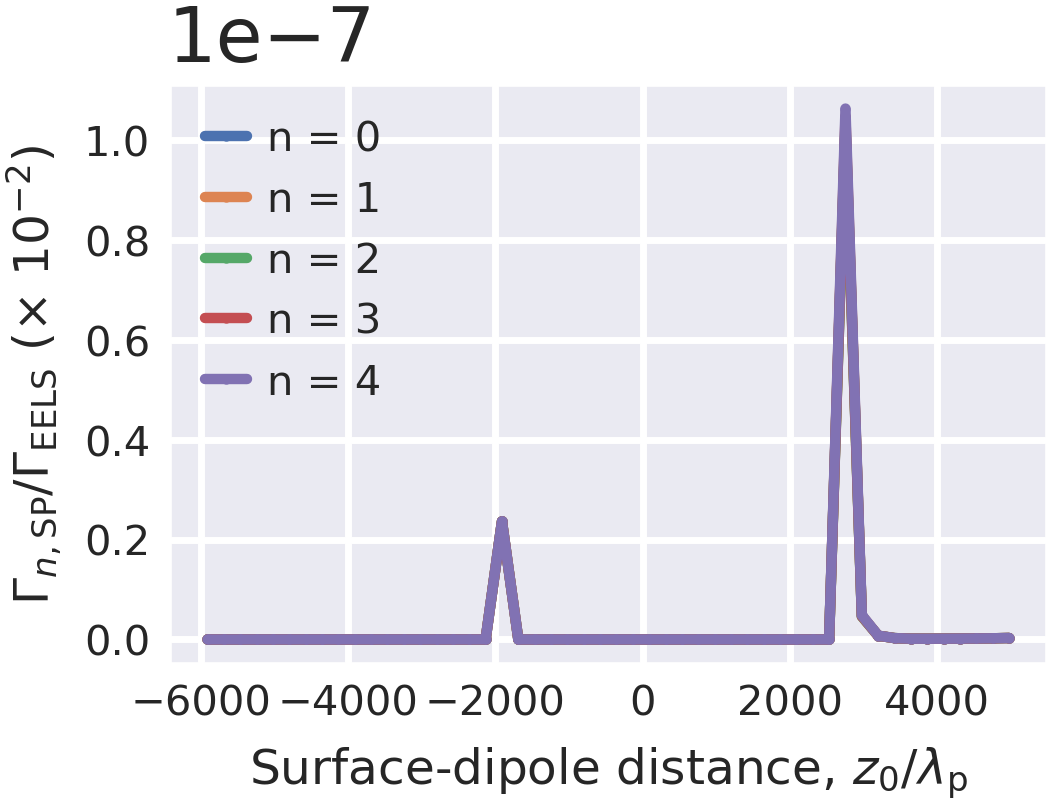 1e−7
Γn, SP/ΓEELS (× 10−2)
1.0
0.8
0.6
0.4
0.2
0.0
n = 0
n = 1
n = 2
n = 3
n = 4
−6000 −4000 −2000 0 2000 4000
Surface-dipole distance, z0/λp